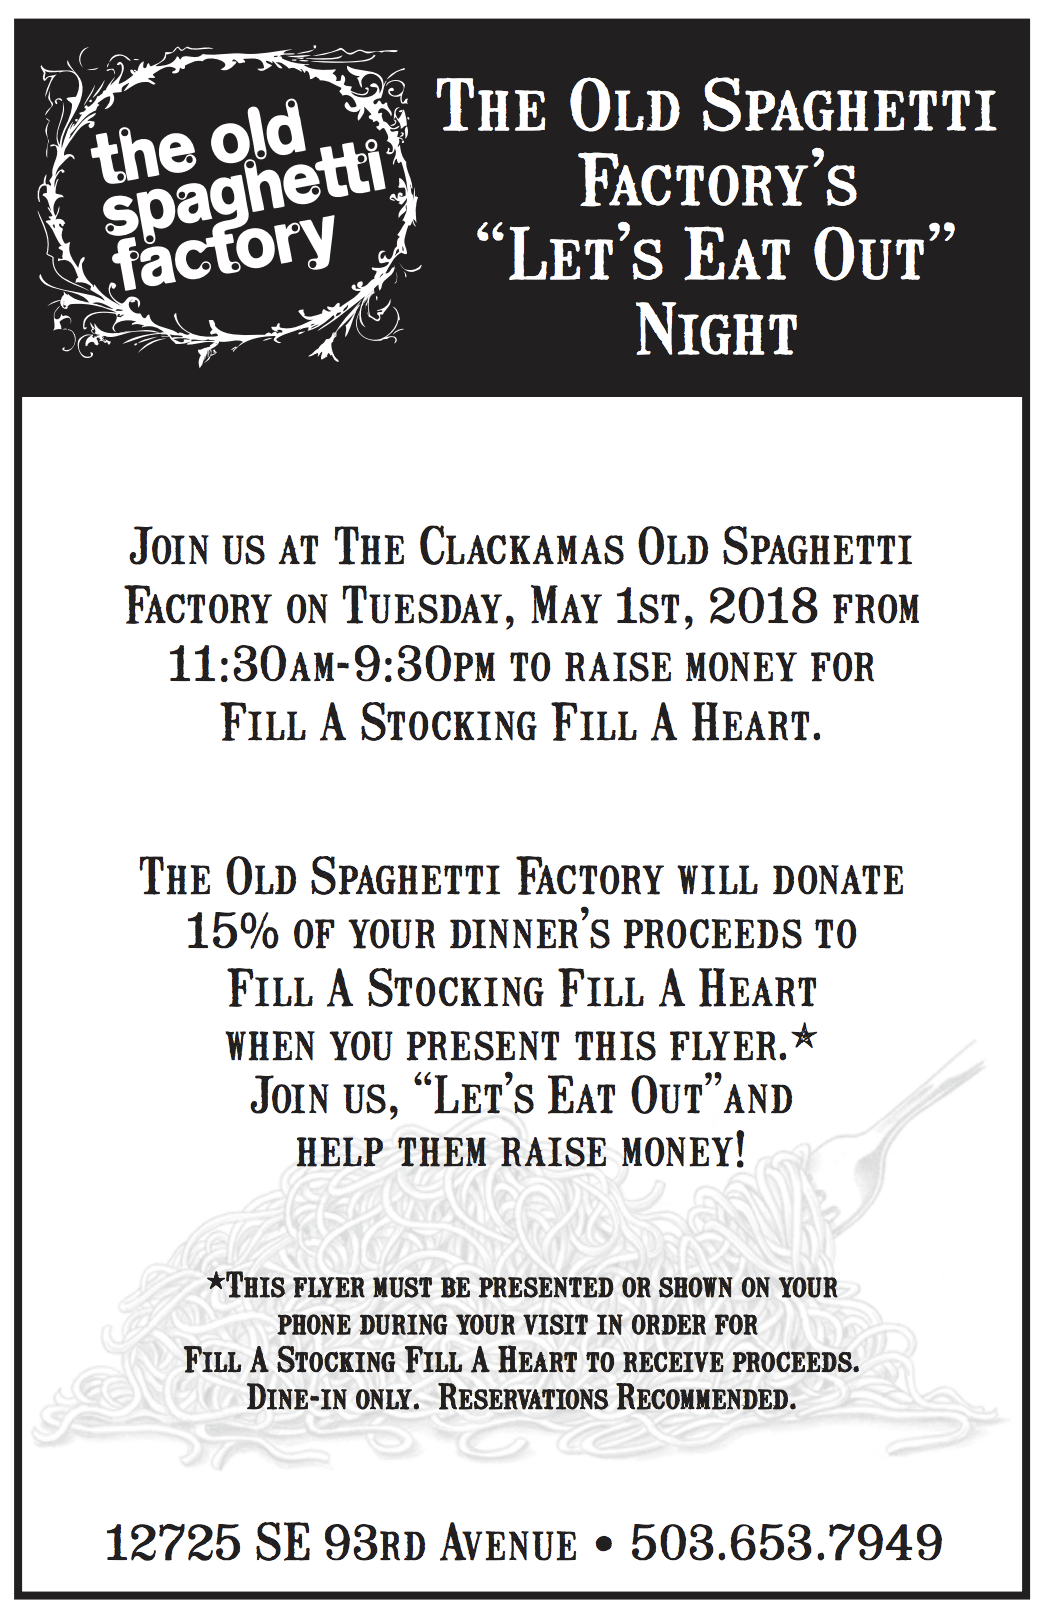 the old
spaghetti
factory
The Old Spaghetti
Factory's
“Let's Eat Out”
Night
Join us at The Clackamas Old Spaghetti
Factory on Tuesday, May 1st, 2018 from
11:30am-9:30pm to raise money for
Fill A Stocking Fill A Heart.
The Old Spaghetti Factory will donate
15% of your dinner's proceeds to
Fill A Stocking Fill A Heart
when you present this flyer.★
Join us, “Let's Eat Out”and
help them raise money!
★This flyer must be presented or shown on your
phone during your visit in order for
Fill A Stocking Fill A Heart to receive proceeds.
Dine-in only. Reservations Recommended.
12725 SE 93rd Avenue • 503.653.7949